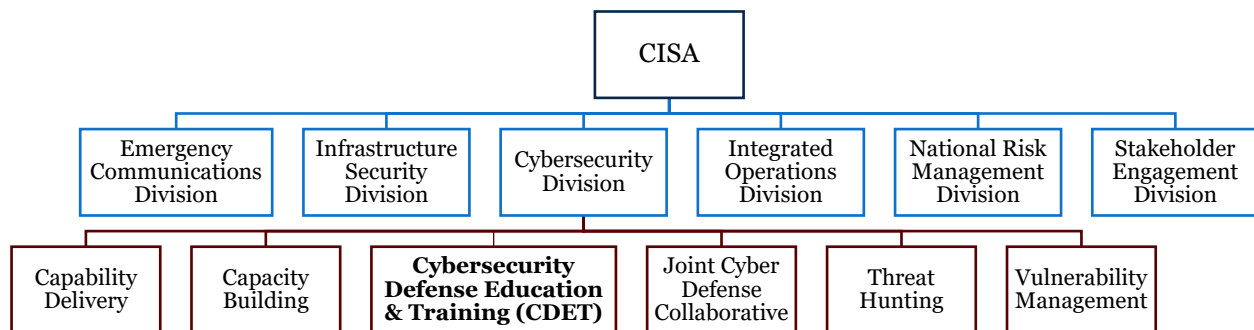 CISA
Emergency
Communications
Division
Infrastructure
Security
Division
Cybersecurity
Division
Integrated
Operations
Division
National Risk
Management
Division
Stakeholder
Engagement
Division
Capability
Delivery
Capacity
Building
Cybersecurity
Defense Education
& Training (CDET)
Joint Cyber
Defense
Collaborative
Threat
Hunting
Vulnerability
Management